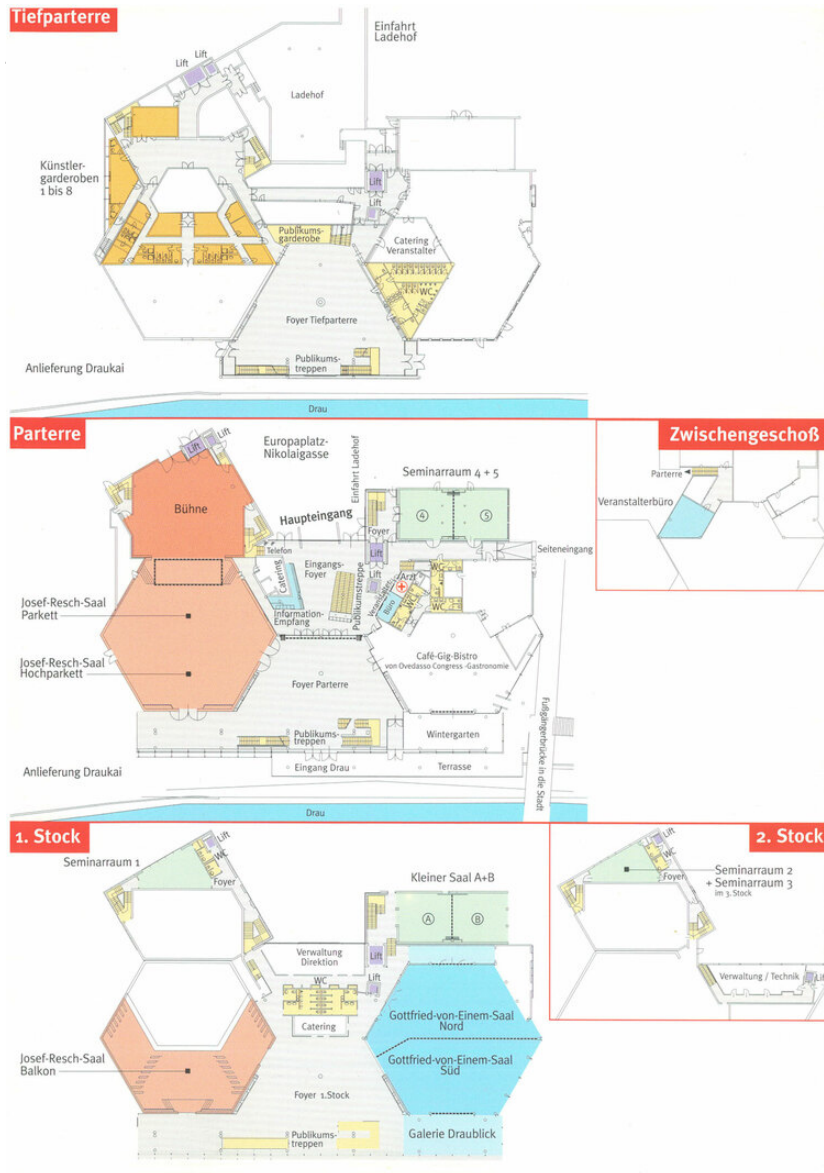 Tiefparterre
Einfahrt
Ladehof
Lift
Lift
Ladehof
Künstler-
garderoben
1 bis 8
Lift
Lift
Publikums-
garderobe
Catering
Veranstalter
WC
Foyer Tiefparterre
Publikums-
treppen
Anlieferung Draukai
Drau
Parterre
Lift
Lift
Europaplatz-
Nikolaigasse
Einfahrt Ladehof
Seminarraum 4 + 5
Bühne
Haupteingang
Foyer
4
5
Telefon
Seiteneingang
Catering
Eingangs-
Foyer
Publikumstreppe
Lift
Lift
Arzt
WC
Veranstalter
Büro
WC
WC
Information-
Empfang
Josef-Resch-Saal
Parkett
Josef-Resch-Saal
Hochparkett
Café-Gig-Bistro
von Ovedasso Congress -Gastronomie
Foyer Parterre
Fußgängerbrücke in die Stadt
Publikums-
treppen
Wintergarten
Eingang Drau
Terrasse
Anlieferung Draukai
Drau
Zwischengeschoß
Parterre
Veranstalterbüro
1. Stock
Lift
WC
Seminarraum 1
Foyer
Kleiner Saal A+B
A
B
Verwaltung
Direktion
Lift
Lift
WC
Catering
Gottfried-von-Einem-Saal
Nord
Gottfried-von-Einem-Saal
Süd
Josef-Resch-Saal
Balkon
Foyer 1.Stock
Publikums-
treppen
Galerie Draublick
2. Stock
Lift
WC
Foyer
Seminarraum 2
+ Seminarraum 3
im 3. Stock
Verwaltung / Technik
Lift